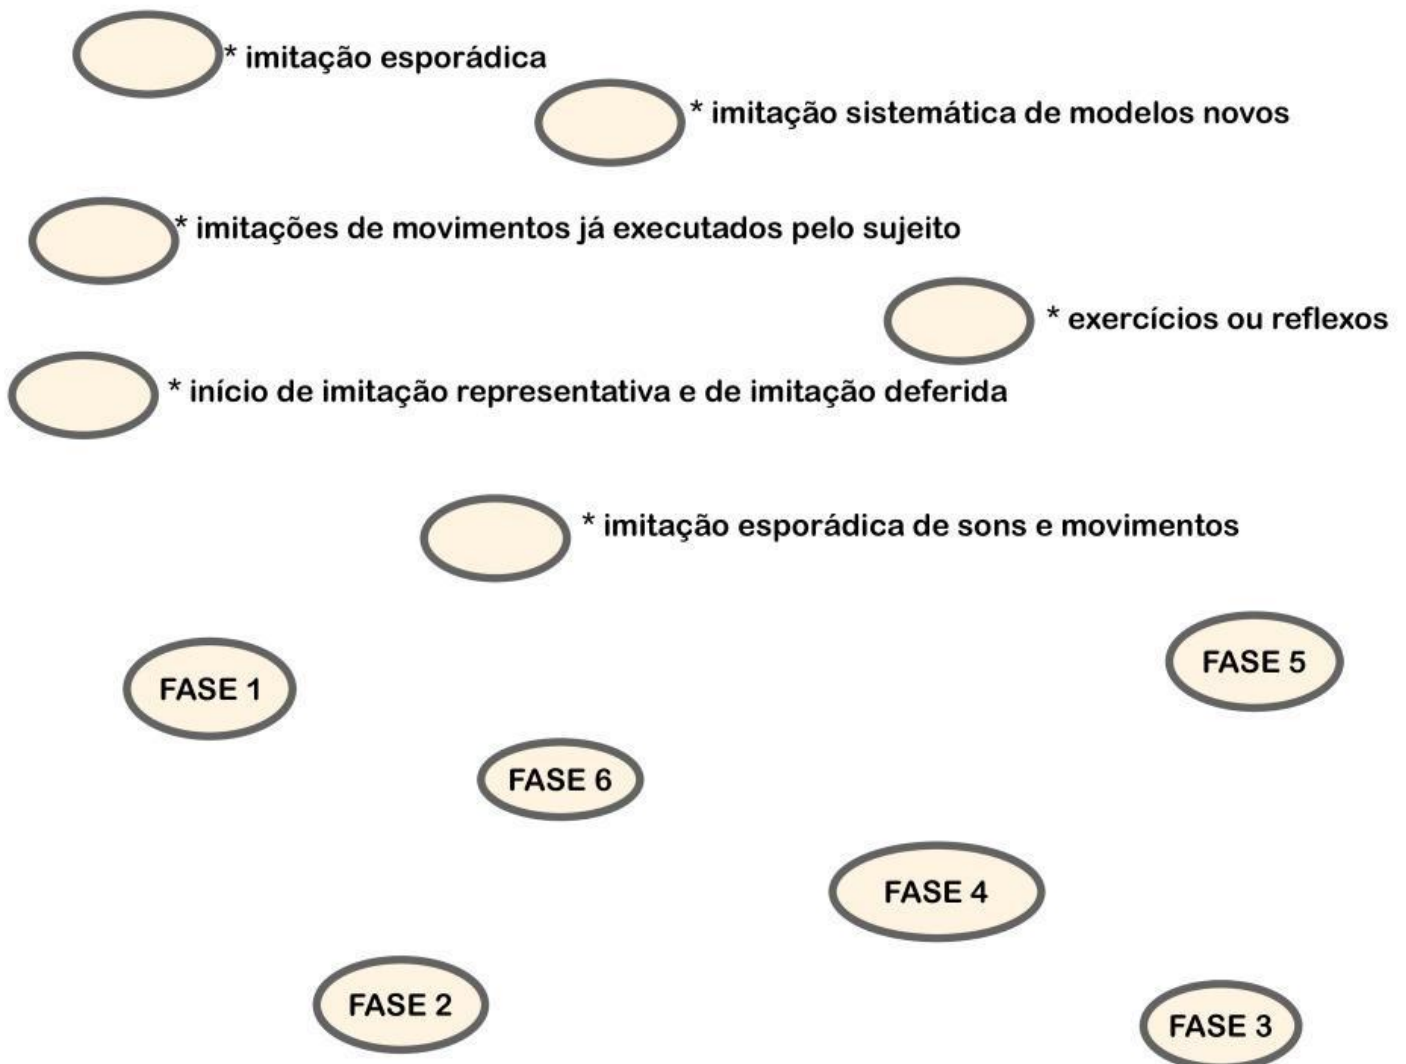 * imitação esporádica
* imitação sistemática de modelos novos
* imitações de movimentos já executados pelo sujeito
* exercícios ou reflexos
* início de imitação representativa e de imitação deferida
* imitação esporádica de sons e movimentos
FASE 5
FASE 1
FASE 6
FASE 4
FASE 2
FASE 3